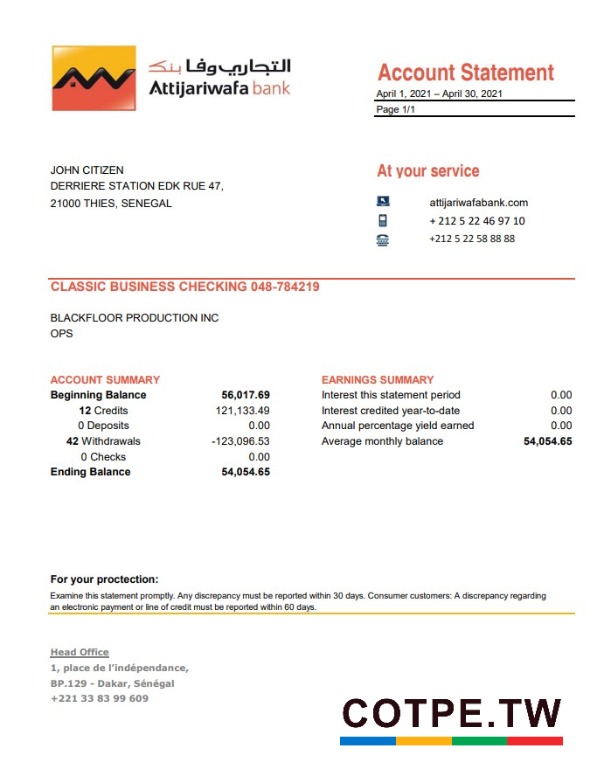 التجاري وفا بنك
Attijariwafa bank
Account Statement
April 1, 2021 – April 30, 2021
Page 1/1
JOHN CITIZEN
DERRIERE STATION EDK RUE 47,
21000 THIES, SENEGAL
At your service
attijariwafabank.com
+ 212 5 22 46 97 10
+212 5 22 58 88 88
CLASSIC BUSINESS CHECKING 048-784219
BLACKFLOOR PRODUCTION INC
OPS
ACCOUNT SUMMARY
Beginning Balance 56,017.69
12 Credits 121,133.49
0 Deposits 0.00
42 Withdrawals -123,096.53
0 Checks 0.00
Ending Balance 54,054.65
EARNINGS SUMMARY
Interest this statement period 0.00
Interest credited year-to-date 0.00
Annual percentage yield earned 0.00
Average monthly balance 54,054.65
For your proctection:
Examine this statement promptly. Any discrepancy must be reported within 30 days. Consumer customers: A discrepancy regarding
an electronic payment or line of credit must be reported within 60 days.
Head Office
1, place de l'indépendance,
BP.129 - Dakar, Sénégal
+221 33 83 99 609
COTPE.TW